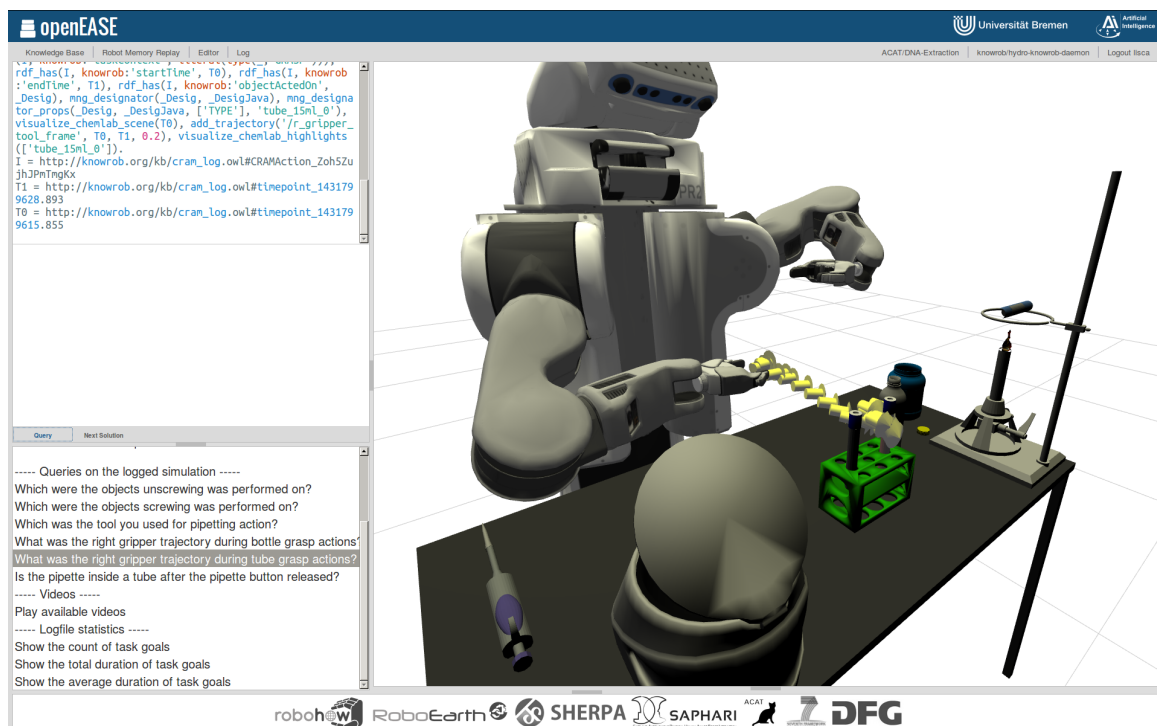 openEASE
Universität Bremen
Artificial
Intelligence
Knowledge Base
Robot Memory Replay
Editor
Log
ACAT/DNA-Extraction
knowrob/hydro-knowrob-daemon
Logout lisca
rdf_has(I, knowrob:'startTime', T0), rdf_has(I, knowrob
:'endTime', T1), rdf_has(I, knowrob:'objectActedOn',
_Desig), mng_designator(_Desig, _DesigJava), mng_designa
tor_props(_Desig, _DesigJava, ['TYPE'], 'tube_15ml_0'),
visualize_chemlab_scene(T0), add_trajectory('/r_gripper_
tool_frame', T0, T1, 0.2), visualize_chemlab_highlights
(['tube_15ml_0']).
I = http://knowrob.org/kb/cram_log.owl#CRAMAction_Zoh5Zu
jhJPmTmgKx
T1 = http://knowrob.org/kb/cram_log.owl#timepoint_143179
9628.893
T0 = http://knowrob.org/kb/cram_log.owl#timepoint_143179
9615.855
PR2
Query
Next Solution
----- Queries on the logged simulation -----
Which were the objects unscrewing was performed on?
Which were the objects screwing was performed on?
Which was the tool you used for pipetting action?
What was the right gripper trajectory during bottle grasp actions?
What was the right gripper trajectory during tube grasp actions?
Is the pipette inside a tube after the pipette button released?
----- Videos -----
Play available videos
----- Logfile statistics -----
Show the count of task goals
Show the total duration of task goals
Show the average duration of task goals
robohow
RoboEarth
SHERPA
SAPHARI
ACAT
DFG